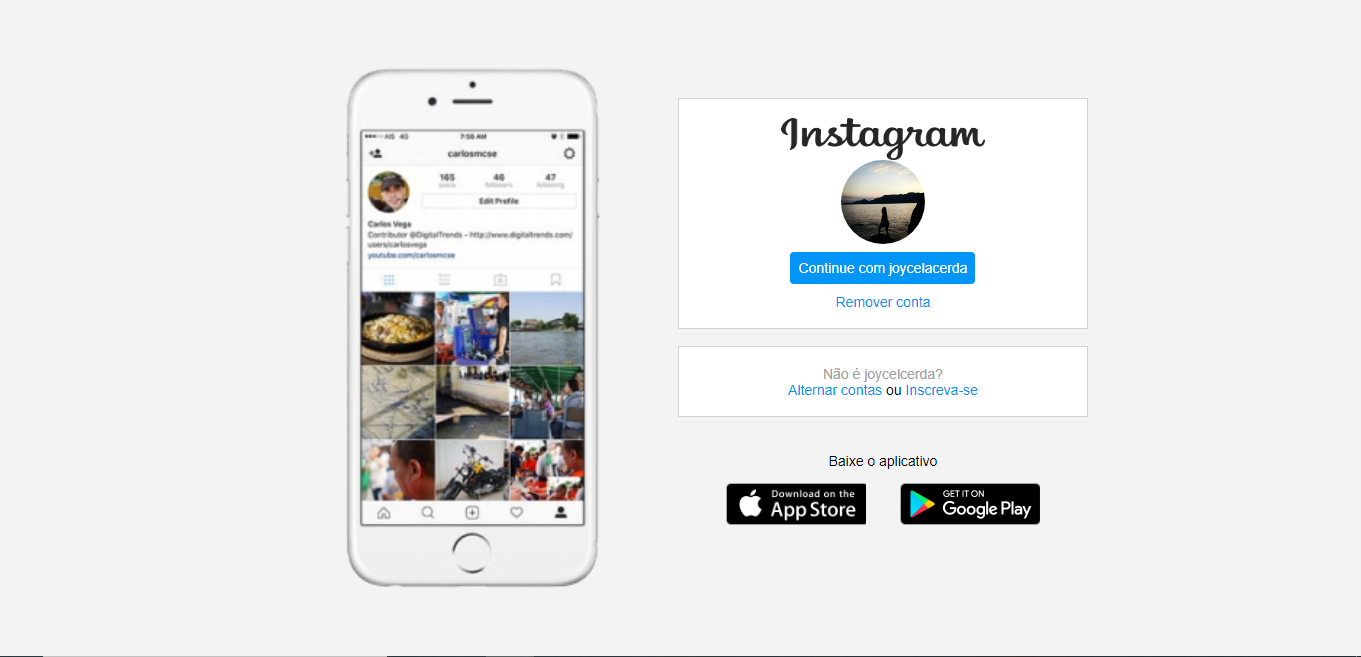 AIS 4G 7:56 AM
carlosmcse
165 46 47
posts followers following
Edit Profile
Carlos Vega
Contributor @DigitalTrends - http://www.digitaltrends.com/
users/carlosvega
youtube.com/carlosmcse
Instagram
Continue com joycelacerda
Remover conta
Não é joycelcerda?
Alternar contas ou Inscreva-se
Baixe o aplicativo
Download on the
App Store
GET IT ON
Google Play